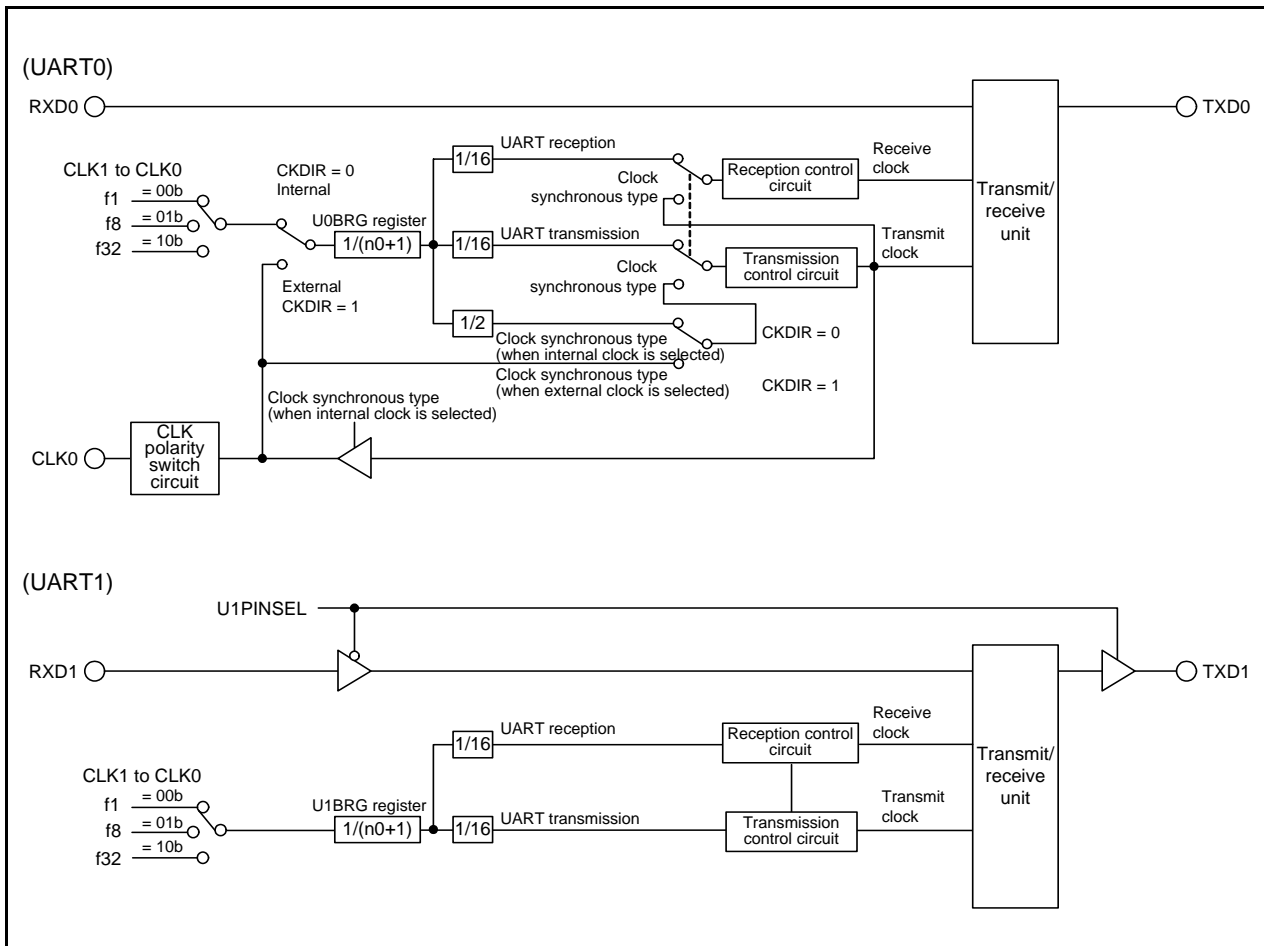 (UART0)
RXD0
TXD0
CLK1 to CLK0
f1
= 00b
f8
= 01b
f32
= 10b
CKDIR = 0
Internal
External
CKDIR = 1
U0BRG register
1/(n0+1)
1/16
UART reception
Clock
synchronous type
1/16
UART transmission
Clock
synchronous type
1/2
Clock synchronous type
(when internal clock is selected)
Clock synchronous type
(when external clock is selected)
CKDIR = 0
CKDIR = 1
Reception control
circuit
Receive
clock
Transmission
control circuit
Transmit
clock
Transmit/
receive
unit
Clock synchronous type
(when internal clock is selected)
CLK0
CLK
polarity
switch
circuit
(UART1)
U1PINSEL
RXD1
TXD1
CLK1 to CLK0
f1
= 00b
f8
= 01b
f32
= 10b
U1BRG register
1/(n0+1)
1/16
UART reception
1/16
UART transmission
Reception control
circuit
Receive
clock
Transmission
control circuit
Transmit
clock
Transmit/
receive
unit